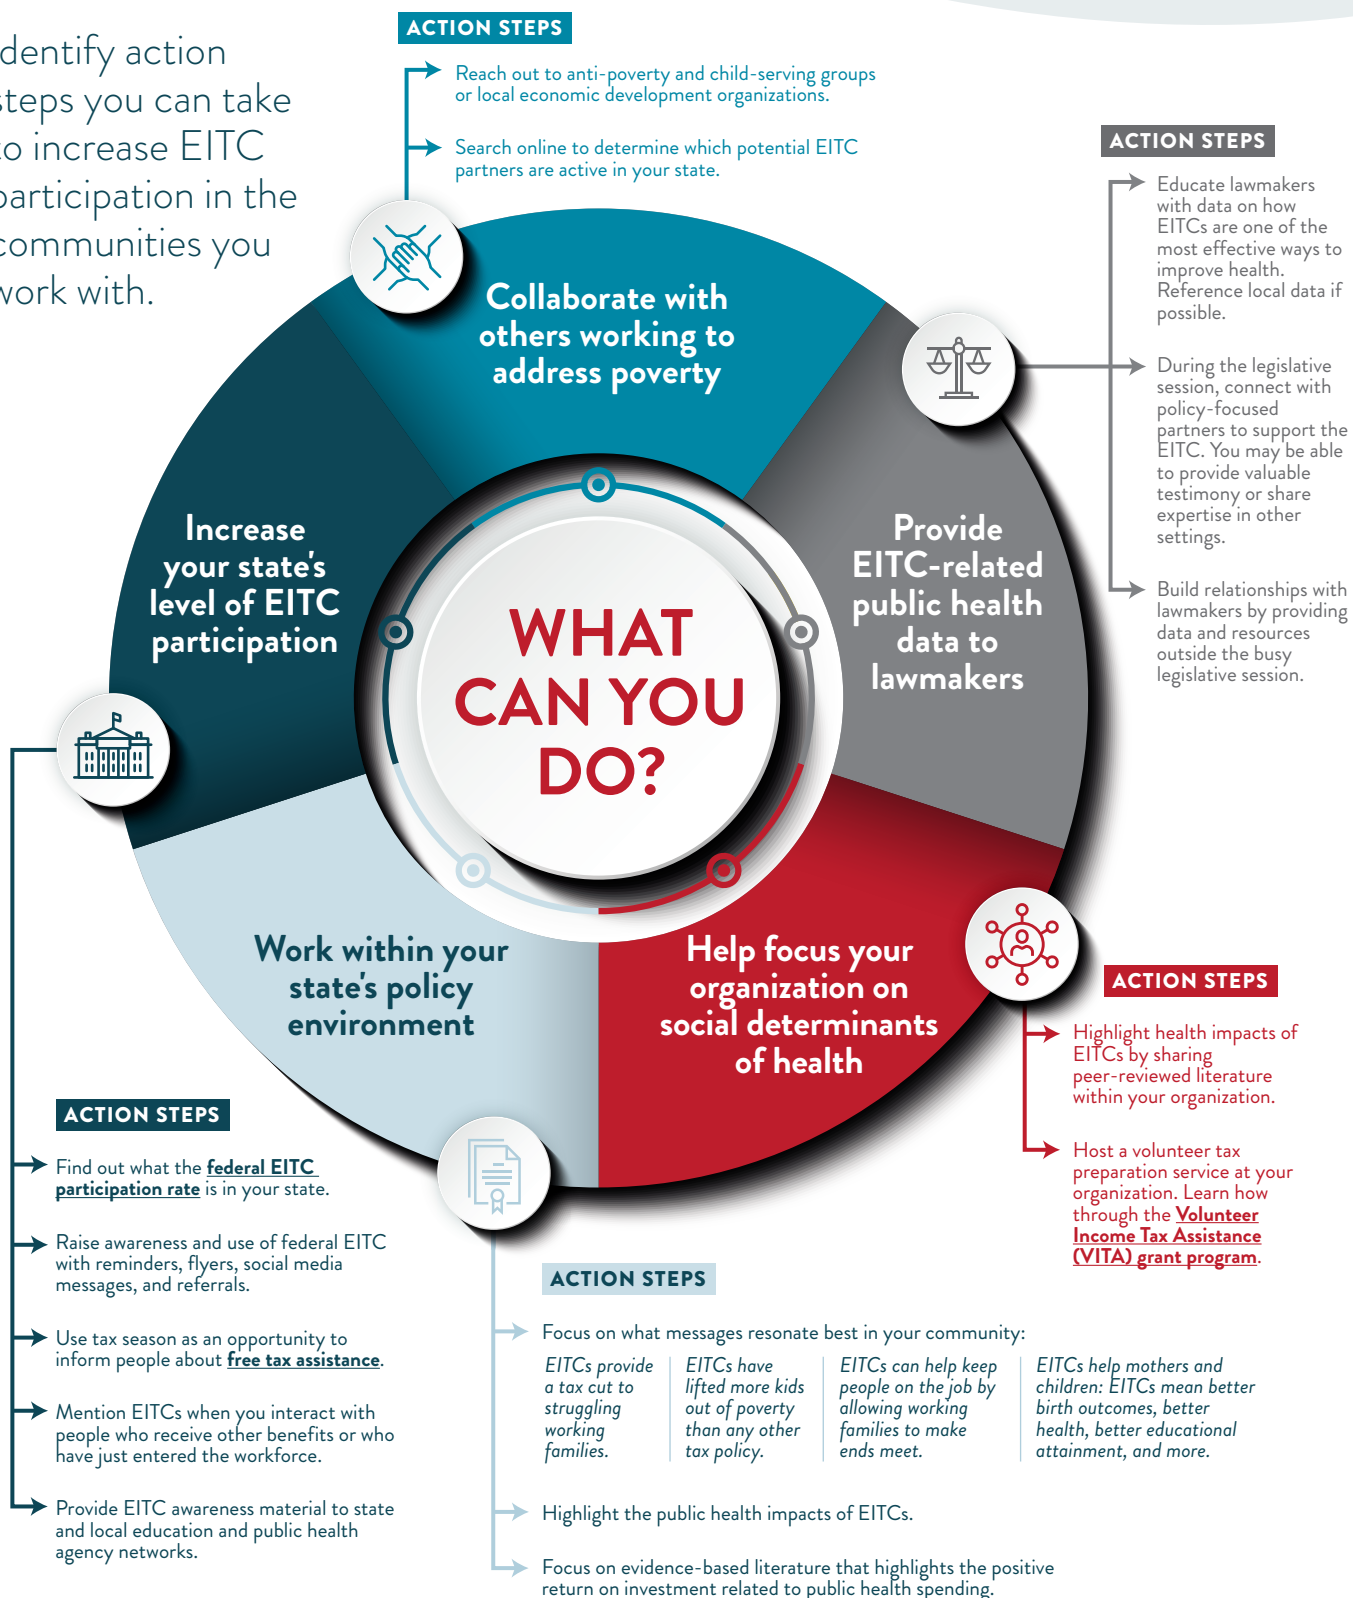 dentify action
steps you can take
to increase EITC
participation in the
communities you
work with.
ACTION STEPS
Reach out to anti-poverty and child-serving groups
or local economic development organizations.
Search online to determine which potential EITC
partners are active in your state.
ACTION STEPS
Educate lawmakers
with data on how
EITCs are one of the
most effective ways to
improve health.
Reference local data if
possible.
During the legislative
session, connect with
policy-focused
partners to support the
EITC. You may be able
to provide valuable
testimony or share
expertise in other
settings.
Build relationships with
lawmakers by providing
data and resources
outside the busy
legislative session.
Collaborate with
others working to
address poverty
Increase
your state's
level of EITC
participation
Provide
EITC-related
public health
data to
lawmakers
WHAT
CAN YOU
DO?
Work within your
state's policy
environment
Help focus your
organization on
social determinants
of health
ACTION STEPS
Highlight health impacts of
EITCs by sharing
peer-reviewed literature
within your organization.
Host a volunteer tax
preparation service at your
organization. Learn how
through the Volunteer
Income Tax Assistance
(VITA) grant program.
ACTION STEPS
Find out what the federal EITC
participation rate is in your state.
Raise awareness and use of federal EITC
with reminders, flyers, social media
messages, and referrals.
Use tax season as an opportunity to
inform people about free tax assistance.
Mention EITCs when you interact with
people who receive other benefits or who
have just entered the workforce.
Provide EITC awareness material to state
and local education and public health
agency networks.
ACTION STEPS
Focus on what messages resonate best in your community:
EITCs provide
a tax cut to
struggling
working
families.
EITCs have
lifted more kids
out of poverty
than any other
tax policy.
EITCs can help keep
people on the job by
allowing working
families to make
ends meet.
EITCs help mothers and
children: EITCs mean better
birth outcomes, better
health, better educational
attainment, and more.
Highlight the public health impacts of EITCs.
Focus on evidence-based literature that highlights the positive
return on investment related to public health spending.